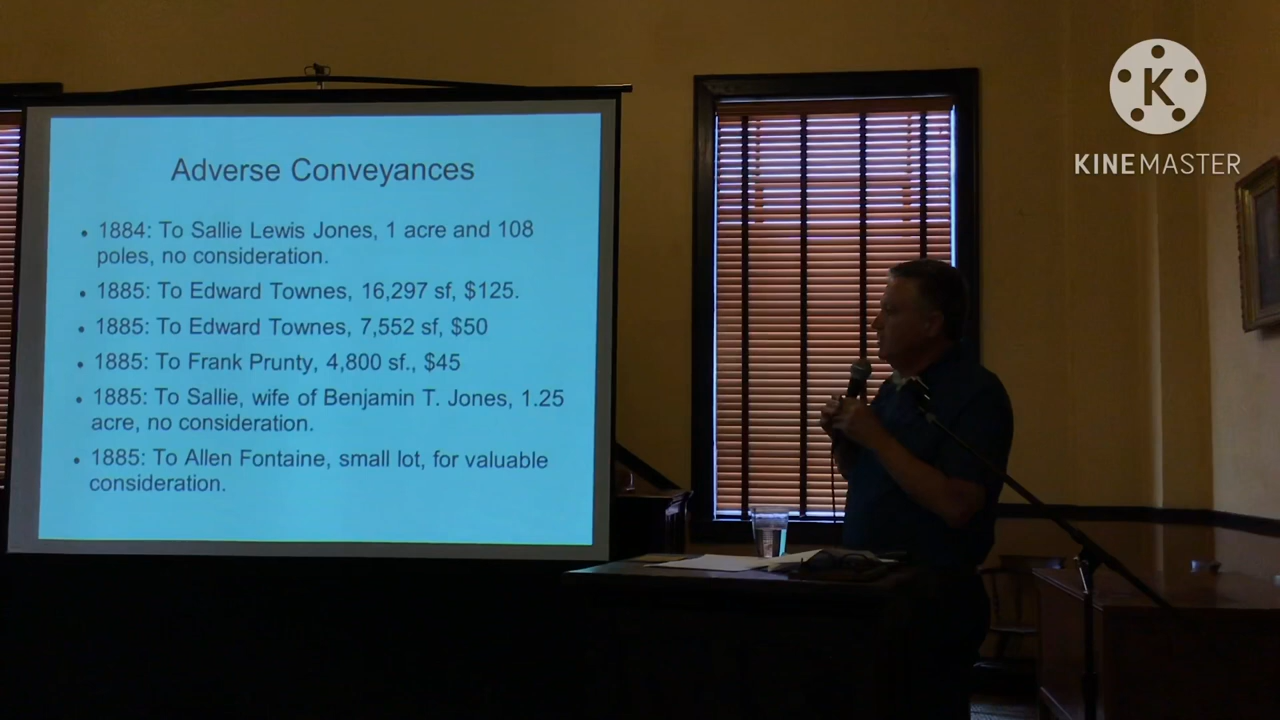 Adverse Conveyances
• 1884: To Sallie Lewis Jones, 1 acre and 108
poles, no consideration.
• 1885: To Edward Townes, 16,297 sf, $125.
• 1885: To Edward Townes, 7,552 sf, $50
• 1885: To Frank Prunty, 4,800 sf., $45
• 1885: To Sallie, wife of Benjamin T. Jones, 1.25
acre, no consideration.
• 1885: To Allen Fontaine, small lot, for valuable
consideration.
K
KINEMASTER